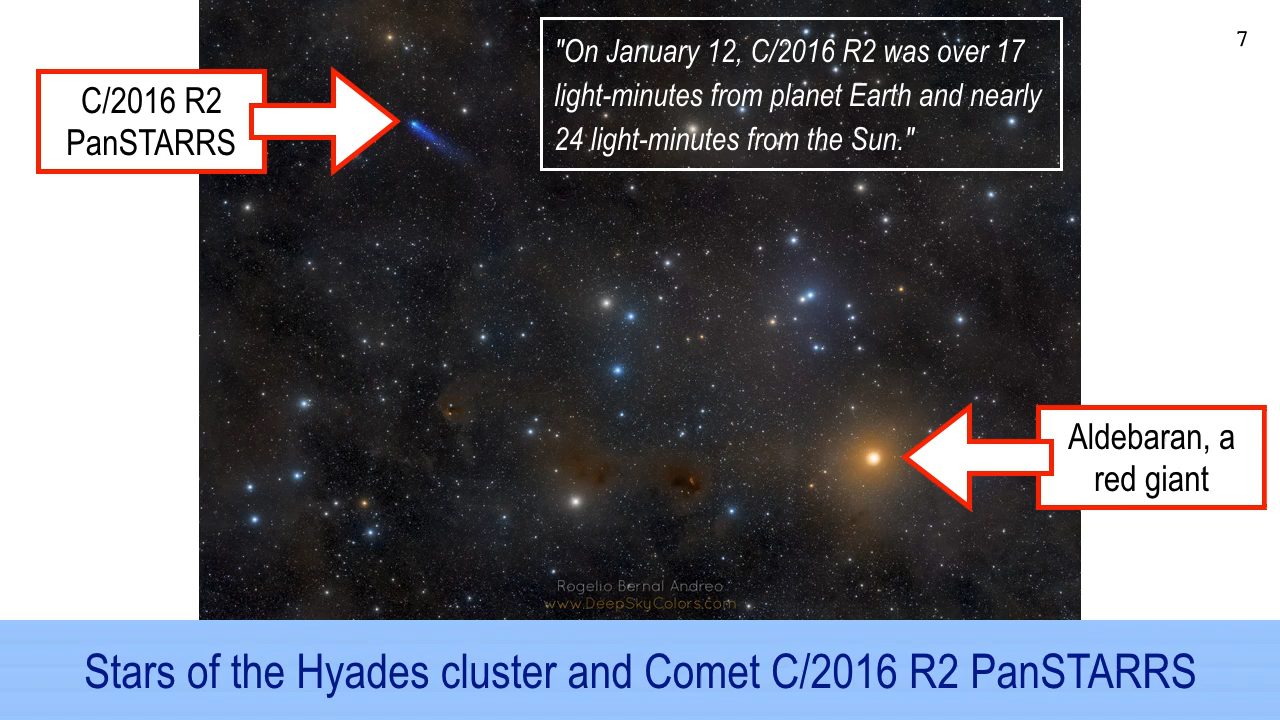 7
C/2016 R2
PanSTARRS
"On January 12, C/2016 R2 was over 17
light-minutes from planet Earth and nearly
24 light-minutes from the Sun."
Aldebaran, a
red giant
Rogelio Bernal Andreo
www.DeepSkyColors.com
Stars of the Hyades cluster and Comet C/2016 R2 PanSTARRS